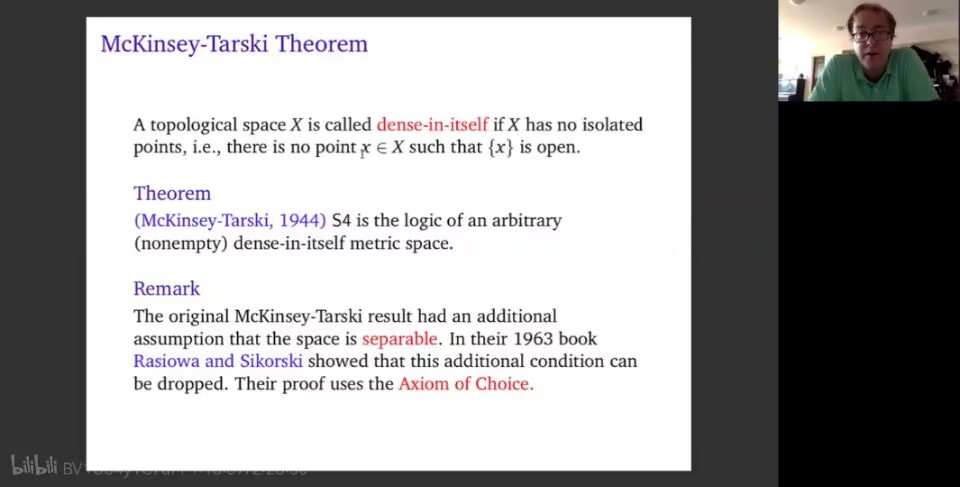 McKinsey-Tarski Theorem
A topological space X is called dense-in-itself if X has no isolated
points, i.e., there is no point x ∈ X such that {x} is open.
Theorem
(McKinsey-Tarski, 1944) S4 is the logic of an arbitrary
(nonempty) dense-in-itself metric space.
Remark
The original McKinsey-Tarski result had an additional
assumption that the space is separable. In their 1963 book
Rasiowa and Sikorski showed that this additional condition can
be dropped. Their proof uses the Axiom of Choice.
bilibili